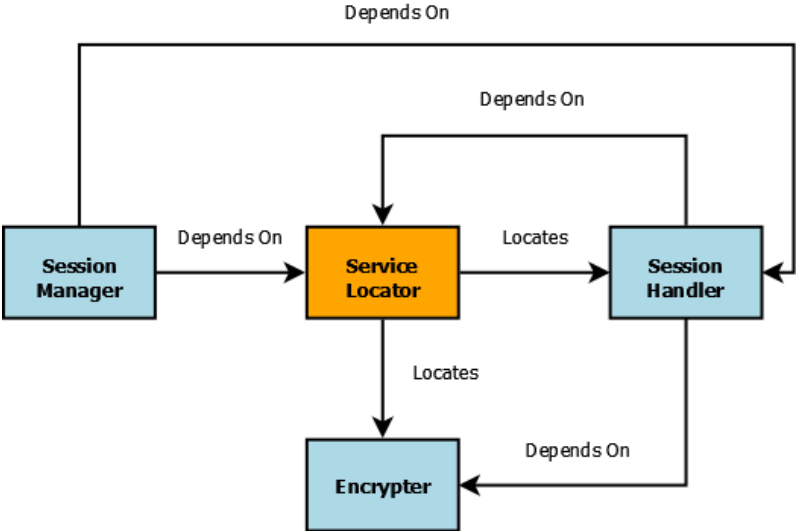 Depends On
Depends On
Depends On
Locates
Session
Manager
Service
Locator
Session
Handler
Locates
Depends On
Encrypter